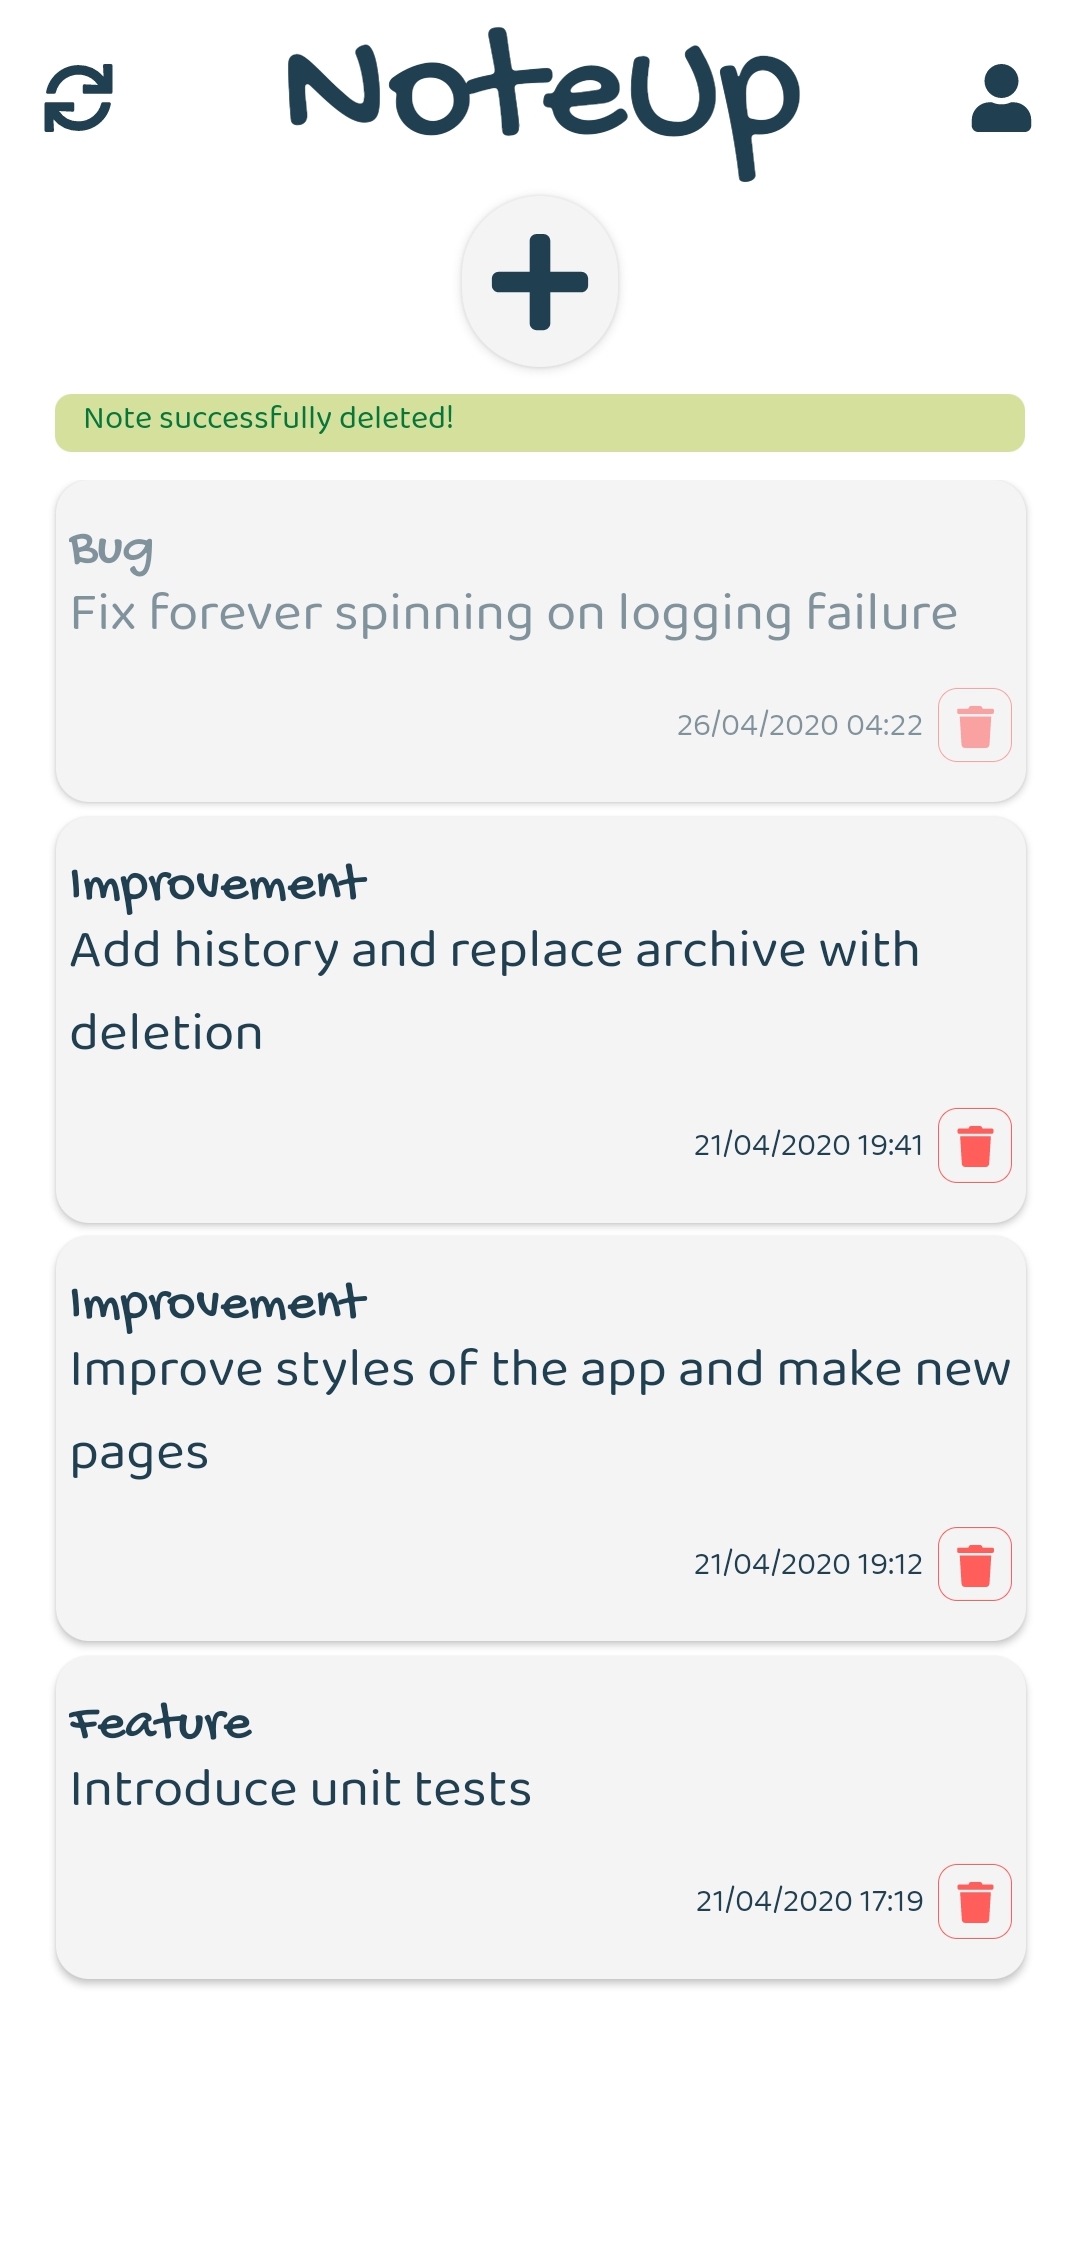 NoteUp
Note successfully deleted!
Bug
Fix forever spinning on logging failure
26/04/2020 04:22
Improvement
Add history and replace archive with
deletion
21/04/2020 19:41
Improvement
Improve styles of the app and make new
pages
21/04/2020 19:12
Feature
Introduce unit tests
21/04/2020 17:19